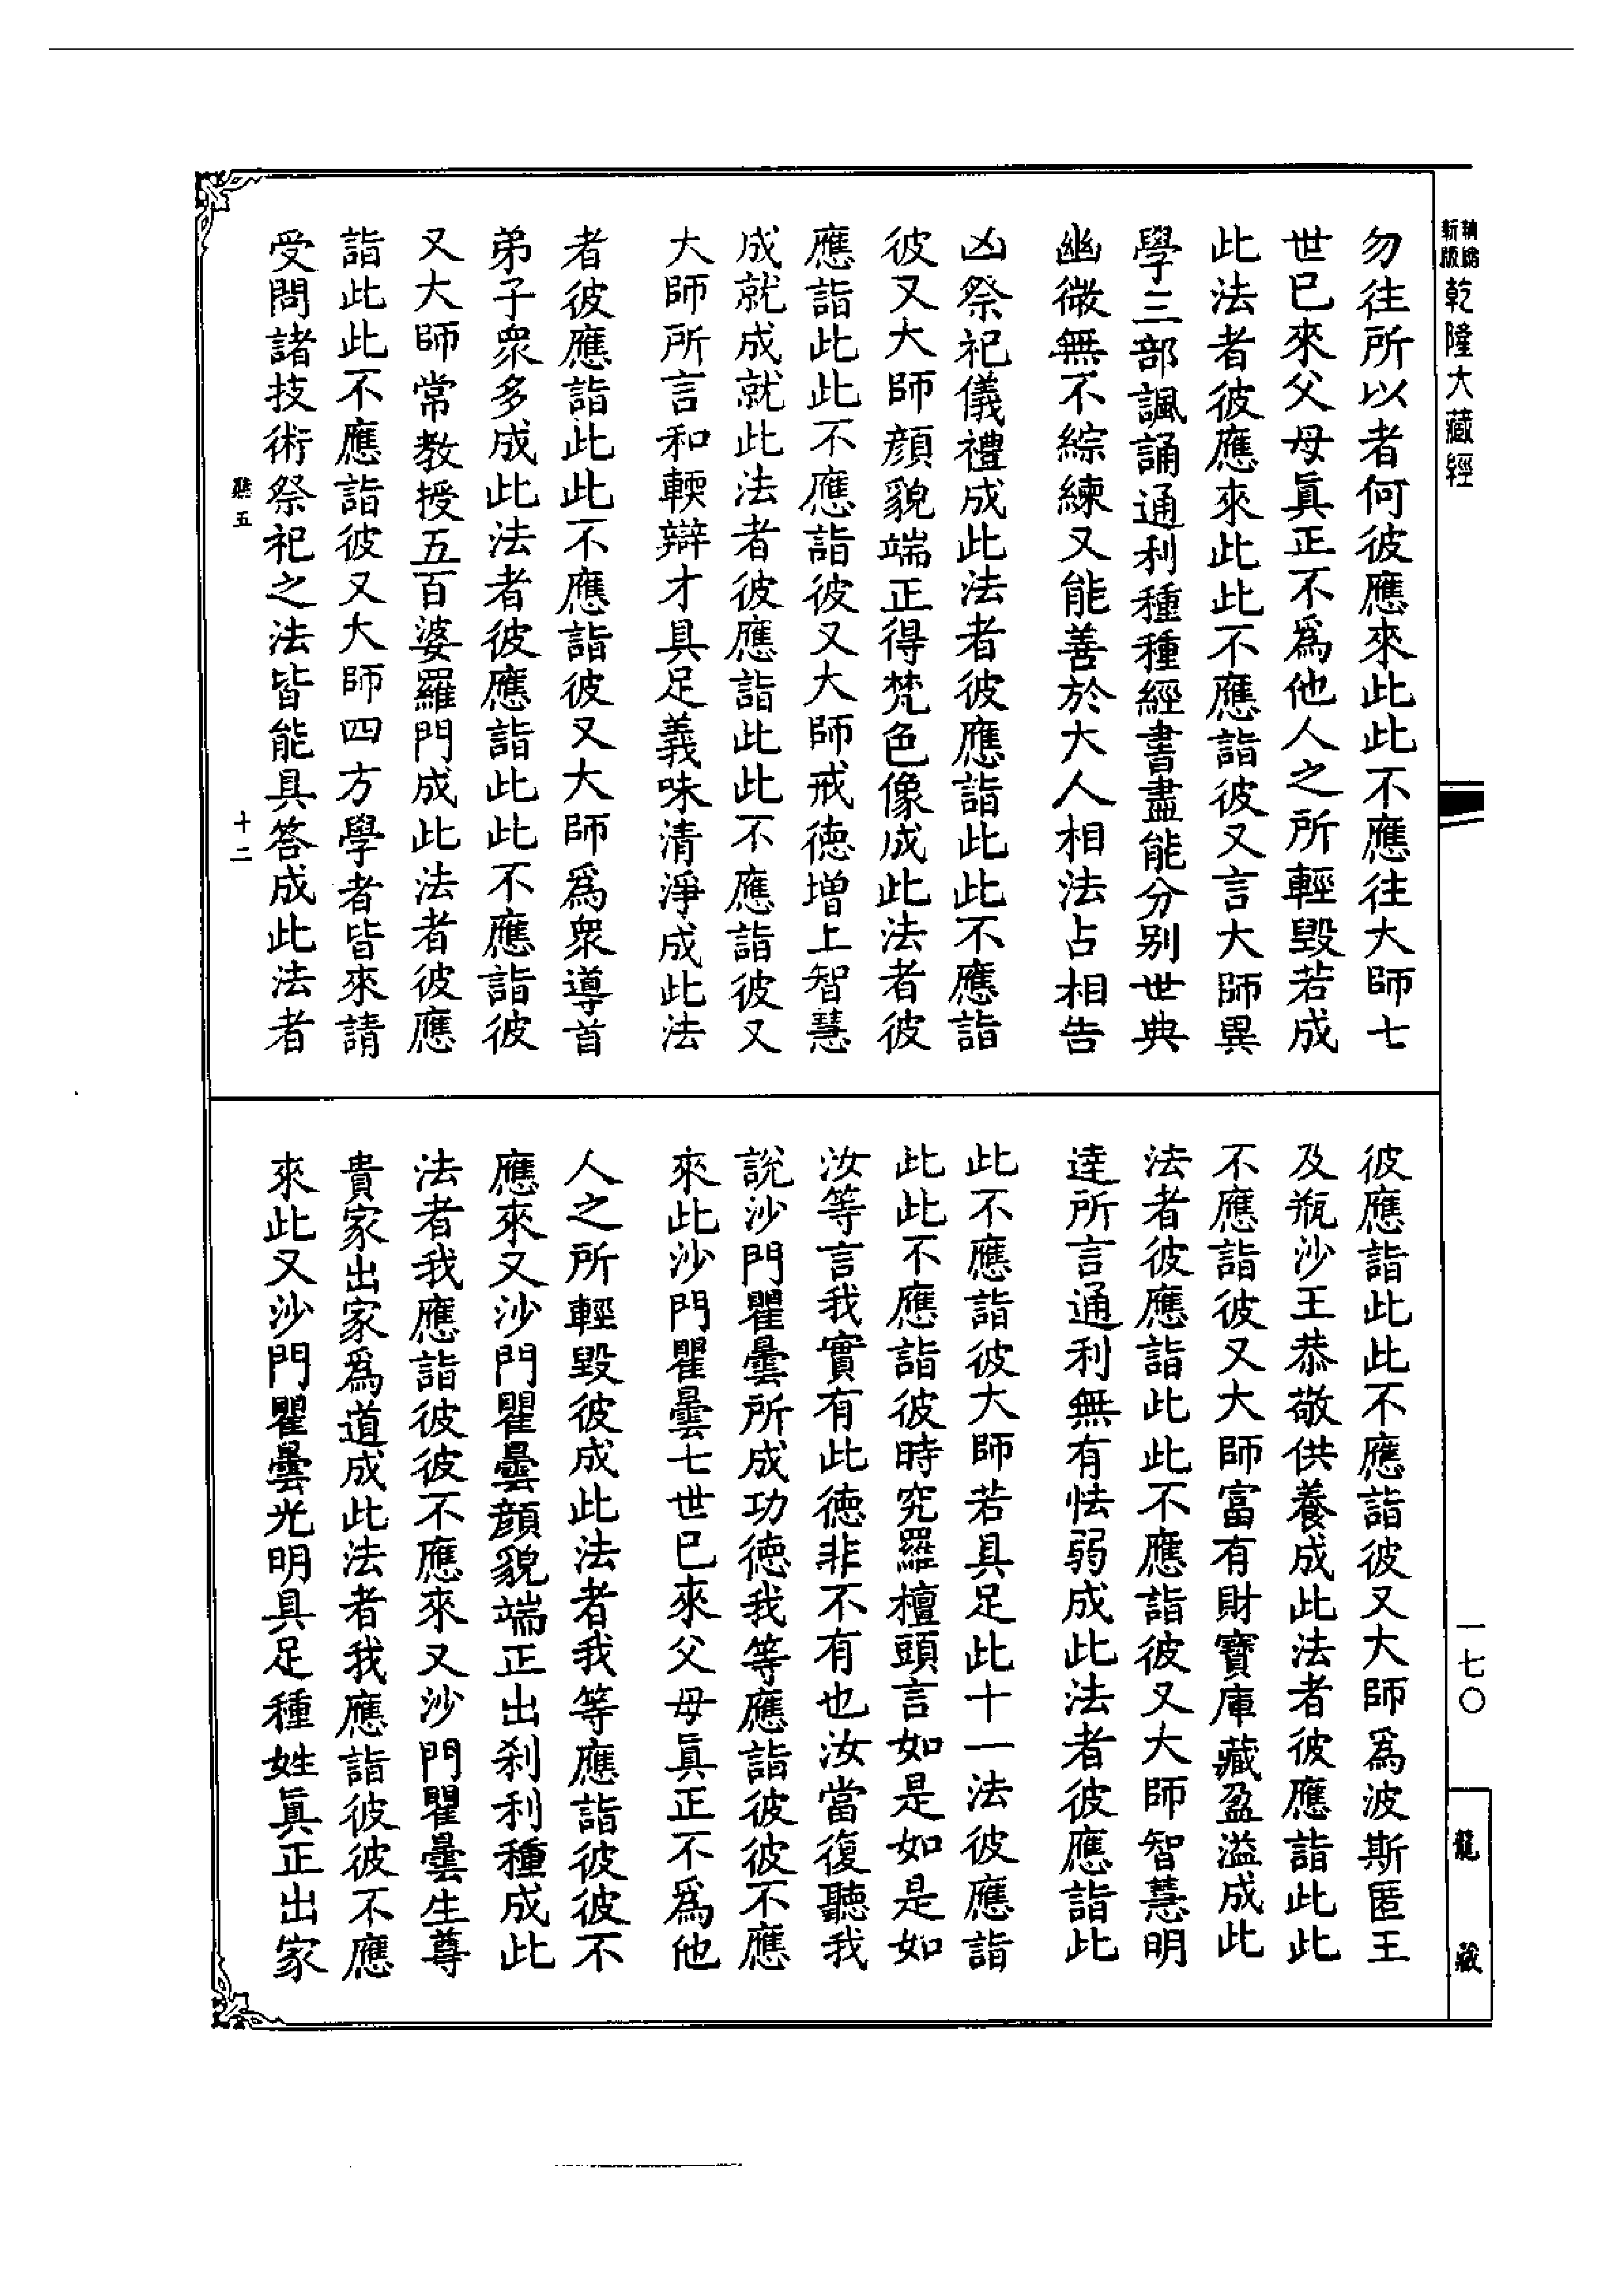 乾隆大藏經
勿往所以者何彼應來此此不應往大師七
世巳來父母眞正不爲他人之所輕毀若成
此法者彼應來此此不應詣彼又言大師異
學三部諷誦通利種種經書盡能分别世典
幽微無不綜練又能善於大人相法占相吉
凶祭祀儀禮成此法者彼應詣此此不應詣
彼又大師顔貌端正得梵色像成此法者彼
應詣此此不應詣彼又大師戒德增上智慧
成就成就此法者彼應詣此此不應詣彼又
大師所言和輭辯才具足義味清淨成此法
者彼應詣此此不應詣彼又大師爲衆導首
弟子衆多成此法者彼應詣此此不應詣彼
又大師常教授五百婆羅門成此法者彼應
詣此此不應詣彼又大師四方學者皆來請
受問諸技術祭祀之法皆能具答成此法者
五
十二
彼應詣此此不應詣彼又大師爲波斯匿王
及瓶沙王恭敬供養成此法者彼應詣此此
不應詣彼又大師富有財寶庫藏盈溢成此
法者彼應詣此此不應詣彼又大師智慧明
達所言通利無有怯弱成此法者彼應詣此
此不應詣彼大師若具足此十一法彼應詣
此此不應詣彼時究羅檀頭言如是如是如
汝等言我實有此德非不有也汝當復聽我
說沙門瞿曇所成功德我等應詣彼彼不應
來此沙門瞿曇七世巳來父母眞正不爲他
人之所輕毀彼成此法者我等應詣彼彼不
應來又沙門瞿曇顔貌端正出刹利種成此
法者我應詣彼彼不應來又沙門瞿曇生尊
貴家出家爲道成此法者我應詣彼彼不應
來此又沙門瞿曇光明具足種姓眞正出家
一七〇
龍藏